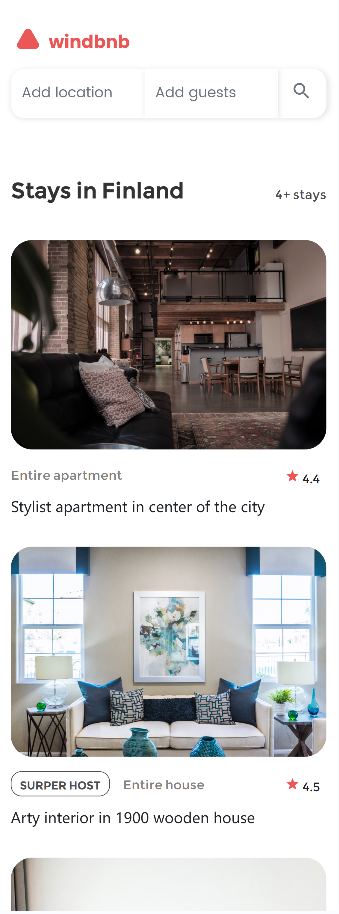 windbnb
Add location Add guests
Stays in Finland 4+ stays
Entire apartment 4.4
Stylist apartment in center of the city
SURPER HOST Entire house 4.5
Arty interior in 1900 wooden house